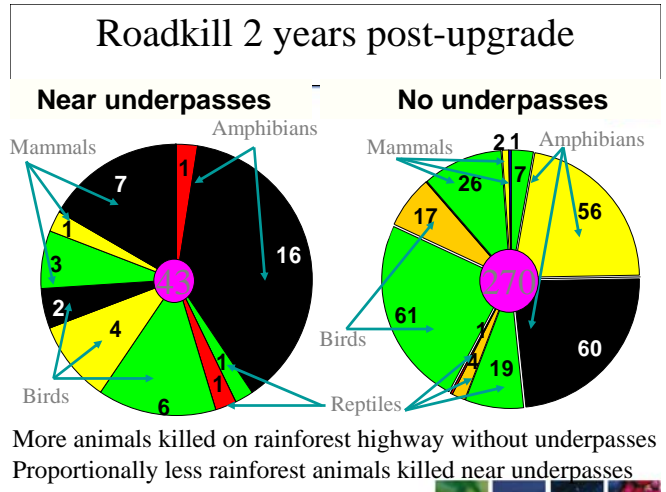 Roadkill 2 years post-upgrade
Near underpasses
No underpasses
Mammals
Amphibians
1
7
16
1
3
2
4
6
1
1
43
Birds
Reptiles
Mammals
Amphibians
2
1
7
26
56
17
61
60
1
4
19
270
Birds
More animals killed on rainforest highway without underpasses
Proportionally less rainforest animals killed near underpasses